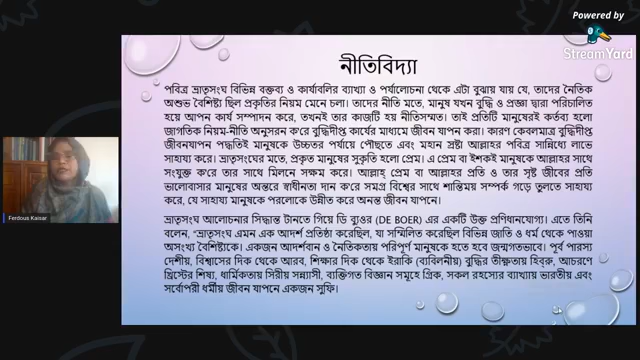 Powered by
StreamYard
নীতিবিদ্যা
পবিত্র ভ্রাতৃসংঘ বিভিন্ন বক্তব্য ও কার্যাবলির ব্যাখ্যা ও পর্যালোচনা থেকে এটা বুঝায় যায় যে, তাদের নৈতিক
অশুভ বৈশিষ্ট্য ছিল প্রকৃতির নিয়ম মেনে চলা। তাদের নীতি মতে, মানুষ যখন বুদ্ধি ও প্রজ্ঞা দ্বারা পরিচালিত
হয়ে আপন কার্য সম্পাদন করে, তখনই তার কাজটি হয় নীতিসম্মত। তাই প্রতিটি মানুষেরই কর্তব্য হলো
জাগতিক নিয়ম-নীতি অনুসরন ক'রে বুদ্ধিদীপ্ত কার্যের মাধ্যমে জীবন যাপন করা। কারণ কেবলমাত্র বুদ্ধিদীপ্ত
জীবনযাপন পদ্ধতিই মানুষকে উচ্চতর পর্যায়ে পৌছতে এবং মহান স্রষ্টা আল্লাহর পবিত্র সান্নিধ্যে লাভে
সাহায্য করে। ভ্রাতৃসংঘের মতে, প্রকৃত মানুষের সুকৃতি হলো প্রেম। এ প্রেম বা ইশকই মানুষকে আল্লাহর সাথে
সংযুক্ত ক'রে তার সাথে মিলনে সক্ষম করে। আল্লাহ্ প্রেম বা আল্লাহর প্রতি ও তার সৃষ্ট জীবের প্রতি
ভালোবাসার মানুষের অন্তরে স্বাধীনতা দান ক'রে সমগ্র বিশ্বের সাথে শান্তিময় সম্পর্ক গড়ে তুলতে সাহায্য
করে, যে সাহায্য মানুষকে পরলোকে উন্নীত করে অনন্ত জীবন যাপনে।
ভ্রাতৃসংঘ আলোচনার সিদ্ধান্ত টানতে গিয়ে ডি ব্যুওর (DE BOER) এর একটি উক্ত প্রণিধানযোগ্য। এতে তিনি
বলেন, "ভ্রাতৃসংঘ এমন এক আদর্শ প্রতিষ্ঠা করেছিল, যা সম্মিলিত করেছিল বিভিন্ন জাতি ও ধর্ম থেকে পাওয়া
অসংখ্য বৈশিষ্ট্যকে। একজন আদর্শবান ও নৈতিকতায় পরিপূর্ণ মানুষকে হতে হবে জন্মগতভাবে। পূর্ব পারস্য
দেশীয়, বিশ্বাসের দিক থেকে আরব, শিক্ষার দিক থেকে ইরাকি (ব্যবিলনীয়) বুদ্ধির তীক্ষ্ণতায় হিব্রু, আচরণে
খ্রিস্টের শিষ্য, ধার্মিকতায় সিরীয় সন্ন্যাসী, ব্যক্তিগত বিজ্ঞান সমূহে গ্রিক, সকল রহস্যের ব্যাখ্যায় ভারতীয় এবং
সর্বোপরী ধর্মীয় জীবন যাপনে একজন সুফি।
Ferdous Kaisar